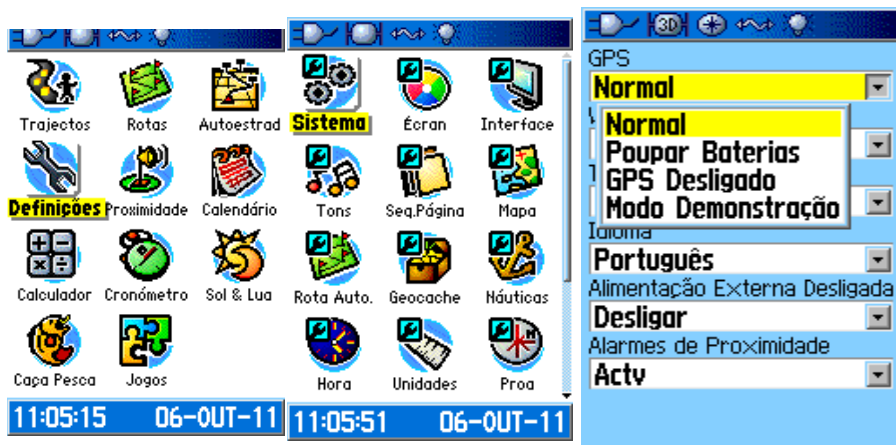 Trajectos
Rotas
Autoestrad
Definições
Proximidade
Calendário
Calculador
Cronómetro
Sol & Lua
Caça Pesca
Jogos
11:05:15
06-OUT-11
Sistema
Écran
Interface
Tons
Seq.Página
Mapa
Rota Auto.
Geocache
Náuticas
Hora
Unidades
Proa
11:05:51
06-OUT-11
3D
GPS
Normal
Normal
Poupar Baterias
GPS Desligado
Modo Demonstração
Idioma
Português
Alimentação Externa Desligada
Desligar
Alarmes de Proximidade
Actv